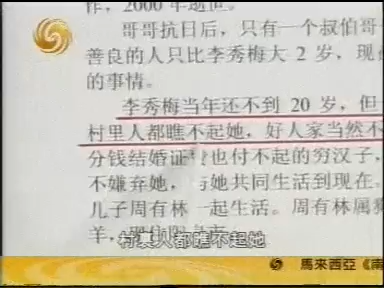 作，2000 年逝世。
哥哥抗日后，只有一个叔伯哥
善良的人只比李秀梅大 2 岁，现
的事情。
李秀梅当年还不到 20 岁，但
村里人都瞧不起她，好人家当然不
分钱结婚证 也付不起的穷汉子，
不嫌弃她， 与她共同生活到现在。
儿子周有林一起生活。周有林属
羊，
村里人都瞧不起她
馬來西亞《南